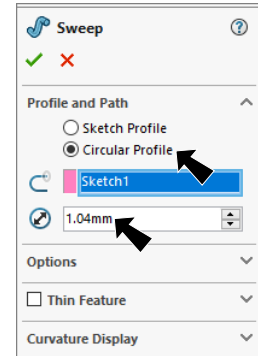 Sweep
Profile and Path
Sketch Profile
Circular Profile
Sketch1
1.04mm
Options
Thin Feature
Curvature Display